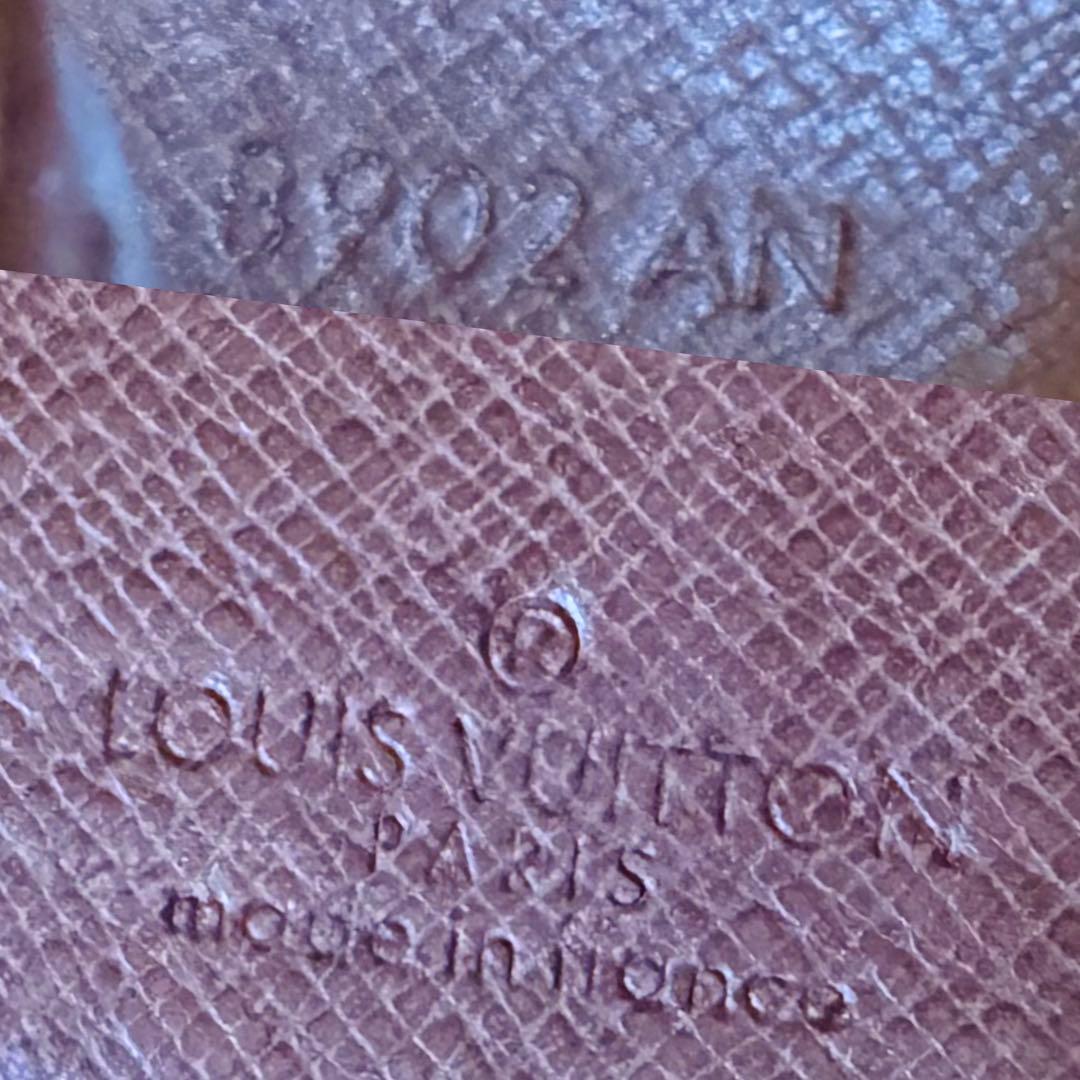 8902 AN
®
LOUIS VUITTON
PARIS
made in france